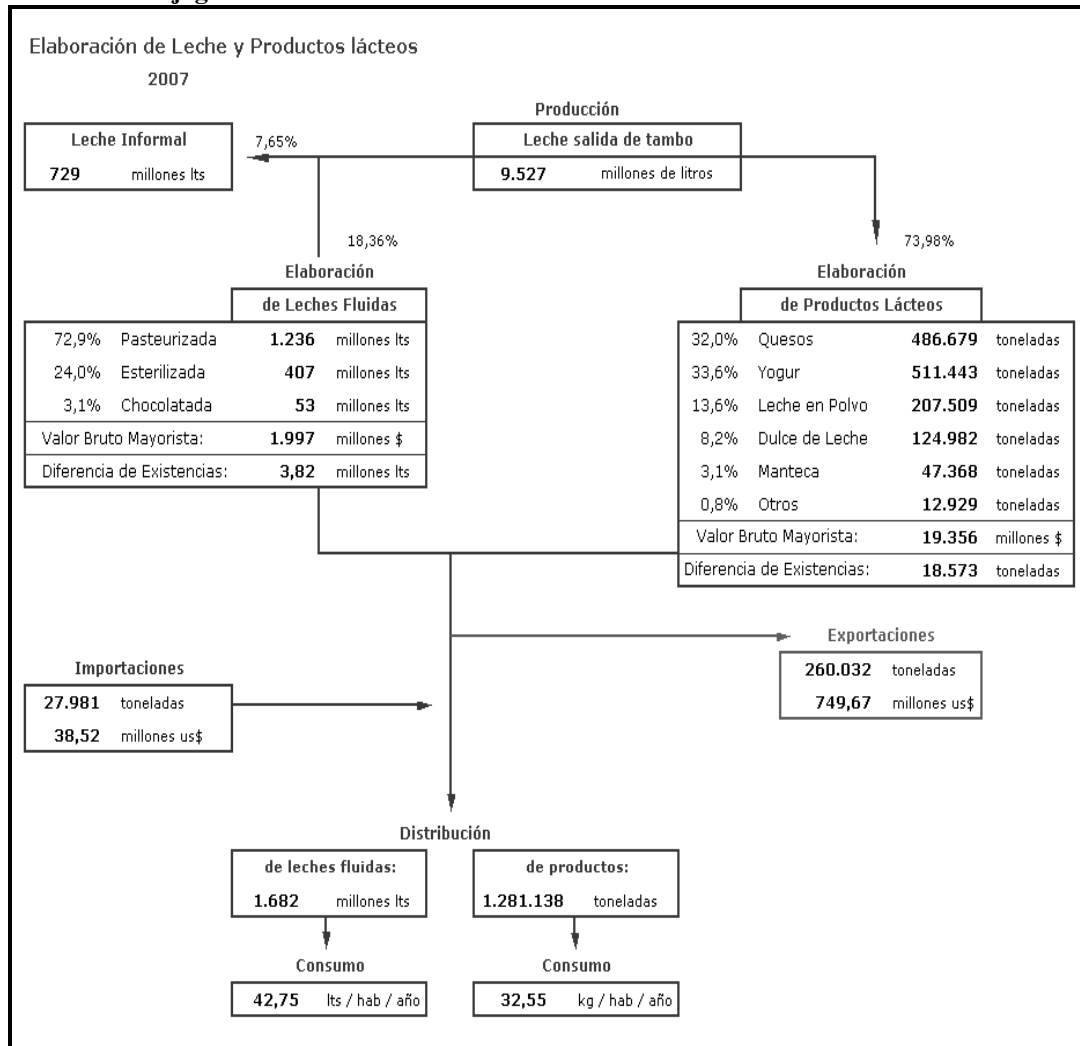 Elaboración de Leche y Productos lácteos
2007
Producción
Leche Informal
7,65%
Leche salida de tambo
729 millones lts
9.527 millones de litros
18,36%
73,98%
Elaboración
de Leches Fluidas
72,9% Pasteurizada 1.236 millones lts
24,0% Esterilizada 407 millones lts
3,1% Chocolatada 53 millones lts
Valor Bruto Mayorista: 1.997 millones $
Diferencia de Existencias: 3,82 millones lts
Elaboración
de Productos Lácteos
32,0% Quesos 486.679 toneladas
33,6% Yogur 511.443 toneladas
13,6% Leche en Polvo 207.509 toneladas
8,2% Dulce de Leche 124.982 toneladas
3,1% Manteca 47.368 toneladas
0,8% Otros 12.929 toneladas
Valor Bruto Mayorista: 19.356 millones $
Diferencia de Existencias: 18.573 toneladas
Exportaciones
260.032 toneladas
749,67 millones us$
Importaciones
27.981 toneladas
38,52 millones us$
Distribución
de leches fluidas:
1.682 millones lts
de productos:
1.281.138 toneladas
Consumo
42,75 lts / hab / año
Consumo
32,55 kg / hab / año